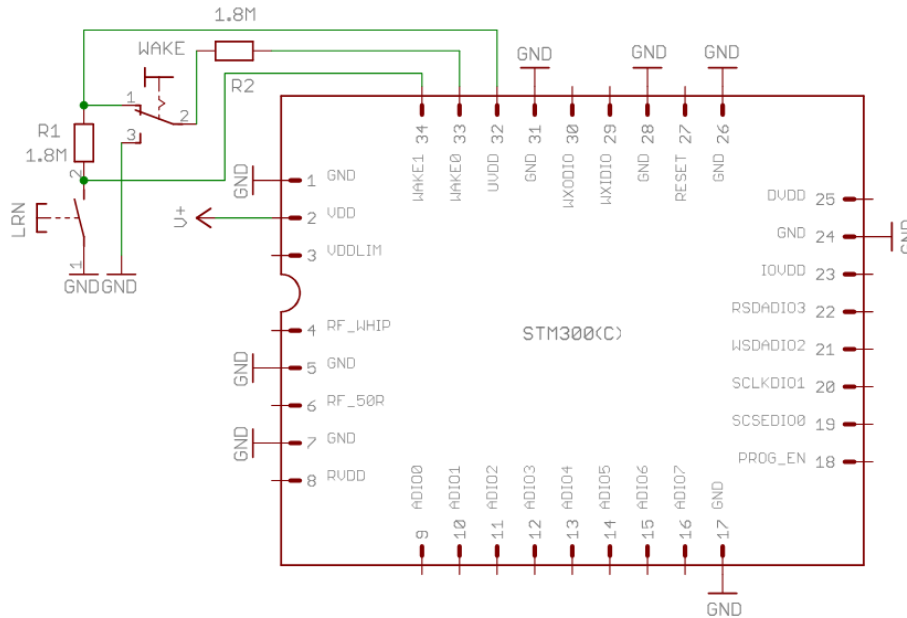 1.8M
WAKE
R2
1
2
3
R1
1.8M
2
LRN
1
GND
GND
V+
GND
GND
GND
GND
34
33
32
31
30
29
28
27
26
WAKE1
WAKE0
UVDD
GND
WXODIO
WXIDIO
GND
RESET
GND
GND
1 GND
2 VDD
3 VDDLIM
4 RF_WHIP
GND
5 GND
6 RF_50R
GND
7 GND
8 RVDD
STM300(C)
DVDD 25
GND 24
GND
IOVDD 23
RSDADIO3 22
WSDADIO2 21
SCLKDIO1 20
SCSEDIO0 19
PROG_EN 18
ADIO0
ADIO1
ADIO2
ADIO3
ADIO4
ADIO5
ADIO6
ADIO7
GND
9
10
11
12
13
14
15
16
17
GND